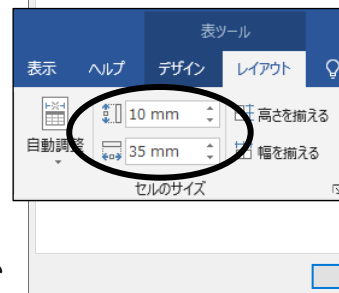 表ツール
表示 ヘルプ デザイン レイアウト
10 mm 高さを揃える
自動調整 35 mm 幅を揃える
セルのサイズ